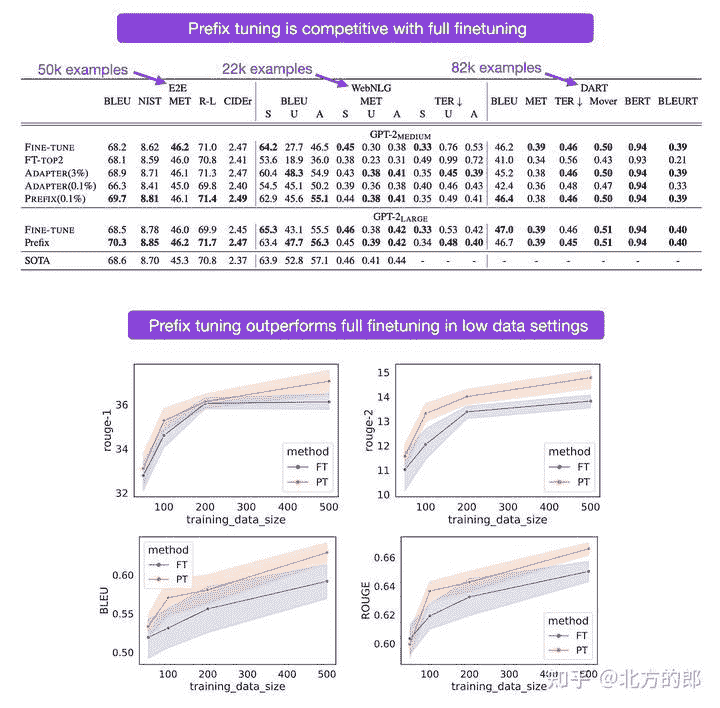 Prefix tuning is competitive with full finetuning
50k examples 22k examples 82k examples
E2E WebNLG DART
BLEU NIST MET R-L CIDEr BLEU MET TER ↓ BLEU MET TER ↓ Mover BERT BLEURT
S U A S U A S U A
GPT-2MEDIUM
FINE-TUNE 68.2 8.62 46.2 71.0 2.47 64.2 27.7 46.5 0.45 0.30 0.38 0.33 0.76 0.53 46.2 0.39 0.46 0.50 0.94 0.39
FT-TOP2 68.1 8.59 46.0 70.8 2.41 53.6 18.9 36.0 0.38 0.23 0.31 0.49 0.99 0.72 41.0 0.34 0.56 0.43 0.93 0.21
ADAPTER(3%) 68.9 8.71 46.1 71.3 2.47 60.4 48.3 54.9 0.43 0.38 0.41 0.35 0.45 0.39 45.2 0.38 0.46 0.50 0.94 0.39
ADAPTER(0.1%) 66.3 8.41 45.0 69.8 2.40 54.5 45.1 50.2 0.39 0.36 0.38 0.40 0.46 0.43 42.4 0.36 0.48 0.47 0.94 0.33
PREFIX(0.1%) 69.7 8.81 46.1 71.4 2.49 62.9 45.6 55.1 0.44 0.38 0.41 0.35 0.49 0.41 46.4 0.38 0.46 0.50 0.94 0.39
GPT-2LARGE
FINE-TUNE 68.5 8.78 46.0 69.9 2.45 65.3 43.1 55.5 0.46 0.38 0.42 0.33 0.53 0.42 47.0 0.39 0.46 0.51 0.94 0.40
Prefix 70.3 8.85 46.2 71.7 2.47 63.4 47.7 56.3 0.45 0.39 0.42 0.34 0.48 0.40 46.7 0.39 0.45 0.51 0.94 0.40
SOTA 68.6 8.70 45.3 70.8 2.37 63.9 52.8 57.1 0.46 0.41 0.44 - - - - - - - - -
Prefix tuning outperforms full finetuning in low data settings
rouge-1
36
34
32
method
FT
PT
100 200 300 400 500
training_data_size
rouge-2
15
14
13
12
11
10
method
FT
PT
100 200 300 400 500
training_data_size
BLEU
0.60
0.55
0.50
method
FT
PT
100 200 300 400 500
training_data_size
ROUGE
0.66
0.64
0.62
0.60
method
FT
PT
100 200 300 400 500
training_data_size
知乎 @北方的郎